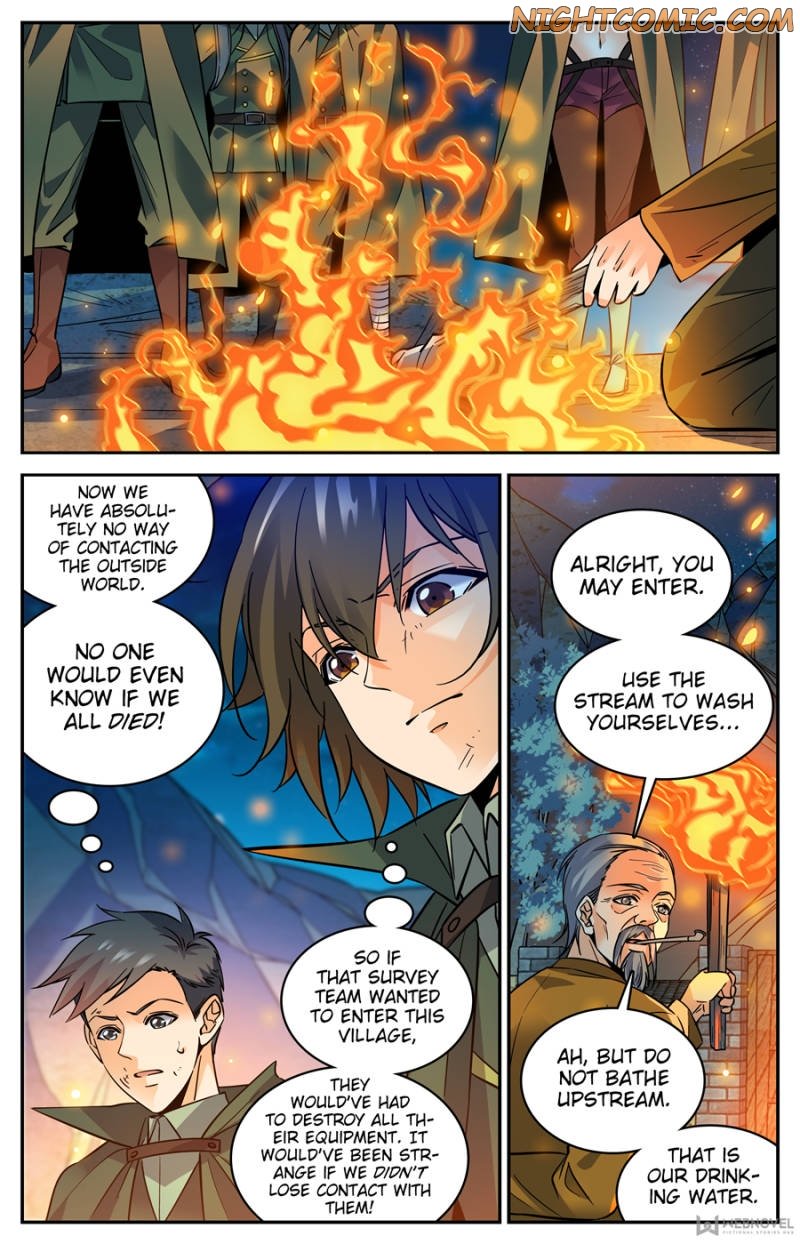 NIGHTCOMIC.COM
NOW WE
HAVE ABSOLU-
TELY NO WAY
OF CONTACTING
THE OUTSIDE
WORLD.
NO ONE
WOULD EVEN
KNOW IF WE
ALL DIED!
SO IF
THAT SURVEY
TEAM WANTED
TO ENTER THIS
VILLAGE,
THEY
WOULD'VE HAD
TO DESTROY ALL TH-
EIR EQUIPMENT. IT
WOULD'VE BEEN STR-
ANGE IF WE DIDN'T
LOSE CONTACT WITH
THEM!
ALRIGHT, YOU
MAY ENTER.
USE THE
STREAM TO WASH
YOURSELVES...
AH, BUT DO
NOT BATHE
UPSTREAM.
THAT IS
OUR DRINK-
ING WATER.
WEBNOVEL